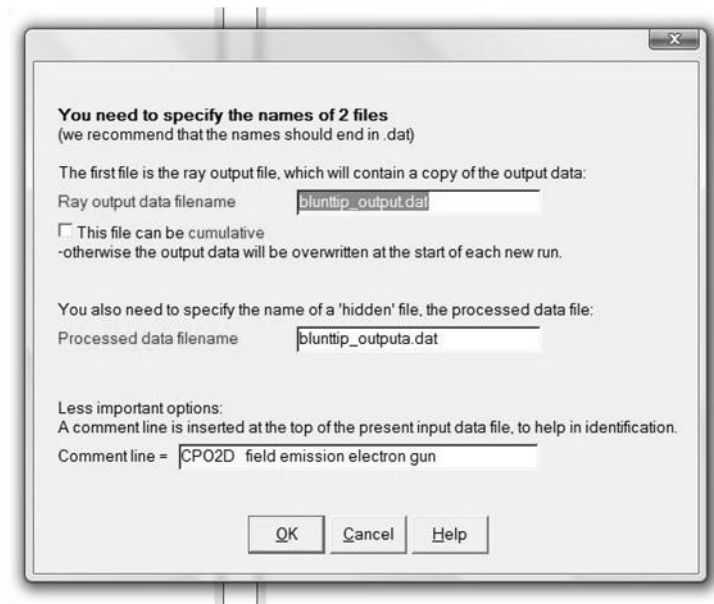 You need to specify the names of 2 files
(we recommend that the names should end in .dat)
The first file is the ray output file, which will contain a copy of the output data:
Ray output data filename blunttip_output.dat
This file can be cumulative
-otherwise the output data will be overwritten at the start of each new run.
You also need to specify the name of a 'hidden' file, the processed data file:
Processed data filename blunttip_outputa.dat
Less important options:
A comment line is inserted at the top of the present input data file, to help in identification.
Comment line = CPO2D field emission electron gun
OK Cancel Help